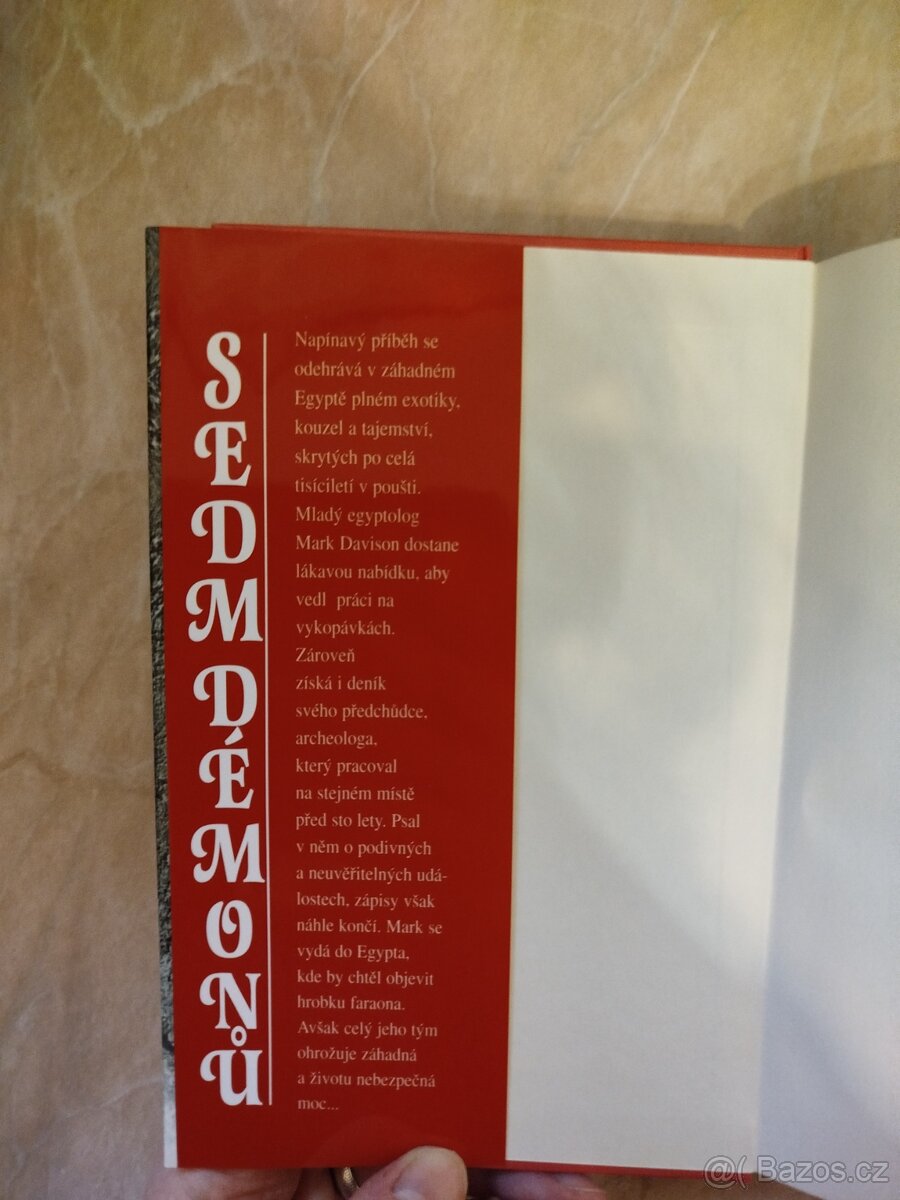 SEDM DÉMONŮ
Napínavý příběh se
odehrává v záhadném
Egyptě plném exotiky,
kouzel a tajemství,
skrytých po celá
tisíciletí v poušti.
Mladý egyptolog
Mark Davison dostane
lákavou nabídku, aby
vedl práci na
vykopávkách.
Zároveň
získá i deník
svého předchůdce,
archeologa,
který pracoval
na stejném místě
před sto lety. Psal
v něm o podivných
a neuvěřitelných udá-
lostech, zápisy však
náhle končí. Mark se
vydá do Egypta,
kde by chtěl objevit
hrobku faraona.
Avšak celý jeho tým
ohrožuje záhadná
a životu nebezpečná
moc...
@( Bazos.cz